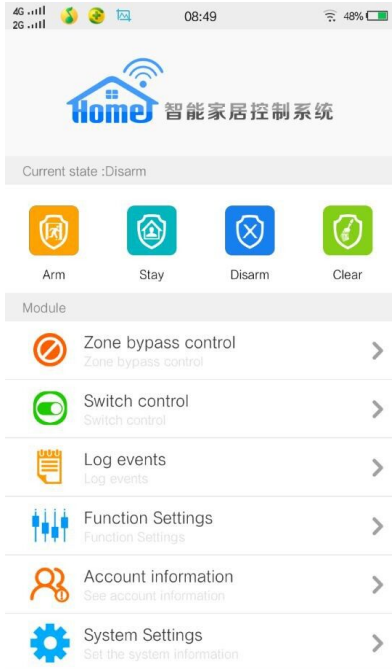 4G
2G
08:49
48%
Home 智能家居控制系统
Current state :Disarm
Arm Stay Disarm Clear
Module
Zone bypass control
Zone bypass control
Switch control
Switch control
Log events
Log events
Function Settings
Function Settings
Account information
See account information
System Settings
Set the system information